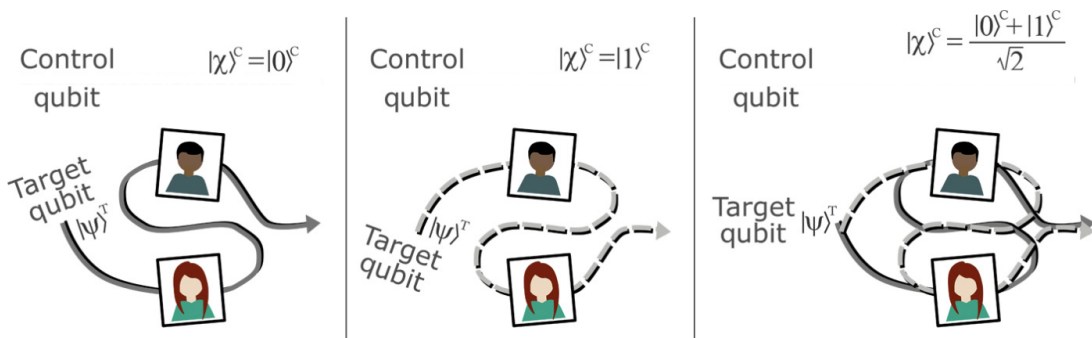 Control
qubit
|χ⟩ᶜ=|0⟩ᶜ
Target
qubit
|ψ⟩ᵀ
Control
qubit
|χ⟩ᶜ=|1⟩ᶜ
|ψ⟩ᵀ
Target
qubit
Control
qubit
|χ⟩ᶜ=(|0⟩ᶜ+|1⟩ᶜ)/√2
Target
qubit
|ψ⟩ᵀ